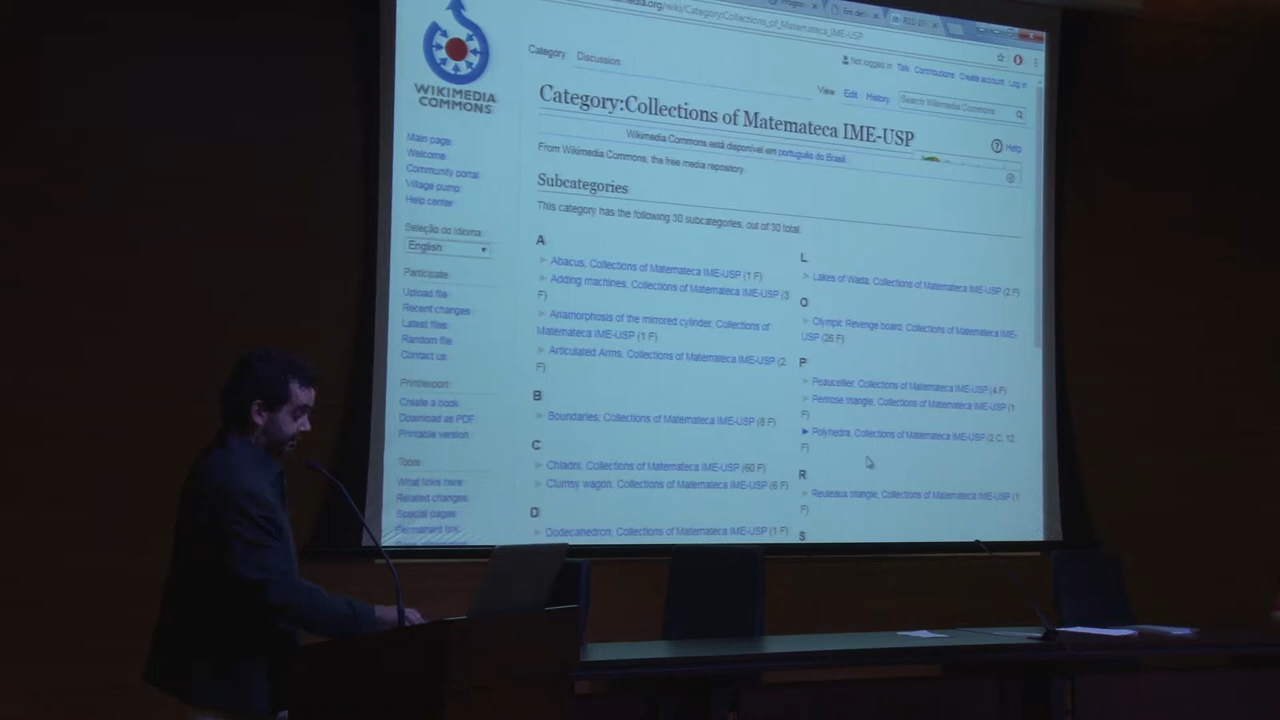 WIKIMEDIA
COMMONS
Main page
Welcome
Community portal
Village pump
Help center
Seleção do idioma:
English
Participate
Upload file
Recent changes
Latest files
Random file
Contact us
Print/export
Create a book
Download as PDF
Printable version
Tools
What links here
Related changes
Special pages
Permanent link
Category Discussion
Not logged in Talk Contributions Create account Log in
View Edit History Search Wikimedia Commons
Category:Collections of Matemateca IME-USP
Wikimedia Commons está disponível em português do Brasil.
Help
From Wikimedia Commons, the free media repository.
Subcategories
This category has the following 30 subcategories, out of 30 total.
A
Abacus, Collections of Matemateca IME-USP (1 F)
Adding machines, Collections of Matemateca IME-USP (3
F)
Anamorphosis of the mirrored cylinder, Collections of
Matemateca IME-USP (1 F)
Articulated Arms, Collections of Matemateca IME-USP (2
F)
B
Boundaries, Collections of Matemateca IME-USP (8 F)
C
Chladni, Collections of Matemateca IME-USP (60 F)
Clumsy wagon, Collections of Matemateca IME-USP (6 F)
D
Dodecahedron, Collections of Matemateca IME-USP (1 F)
L
Lakes of Wada, Collections of Matemateca IME-USP (2 F)
O
Olympic Revenge board, Collections of Matemateca IME-
USP (26 F)
P
Peaucellier, Collections of Matemateca IME-USP (4 F)
Penrose triangle, Collections of Matemateca IME-USP (1
F)
Polyhedra, Collections of Matemateca IME-USP (2 C, 12
F)
R
Reuleaux triangle, Collections of Matemateca IME-USP (1
F)
S